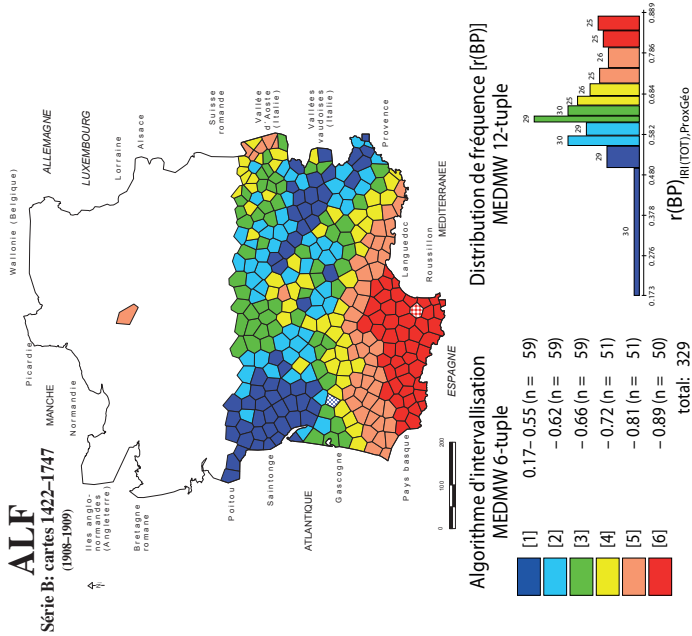 ALF
Série B: cartes 1422–1747
(1908–1909)
Wallonie (Belgique)
ALLEMAGNE
LUXEMBOURG
Lorraine
Alsace
Picardie
MANCHE
Normandie
Iles anglo-
normandes
(Angleterre)
Bretagne
romane
N
Suisse
romande
Vallée
d'Aoste
(Italie)
Vallées
vaudoises
(Italie)
Provence
Poitou
Saintonge
ATLANTIQUE
Gascogne
Pays basque
ESPAGNE
Languedoc
Roussillon
MEDITERRANEE
0 100 200
Algorithme d'intervallisation
MEDMW 6-tuple
[1] 0.17– 0.55 (n = 59)
[2] – 0.62 (n = 59)
[3] – 0.66 (n = 59)
[4] – 0.72 (n = 51)
[5] – 0.81 (n = 51)
[6] – 0.89 (n = 50)
total: 329
Distribution de fréquence [r(BP)]
MEDMW 12-tuple
30 29 30 29 30 25 26 25 26 25 25
0.173 0.276 0.378 0.480 0.582 0.684 0.786 0.889
r(BP)IRI(TOT),ProxGéo